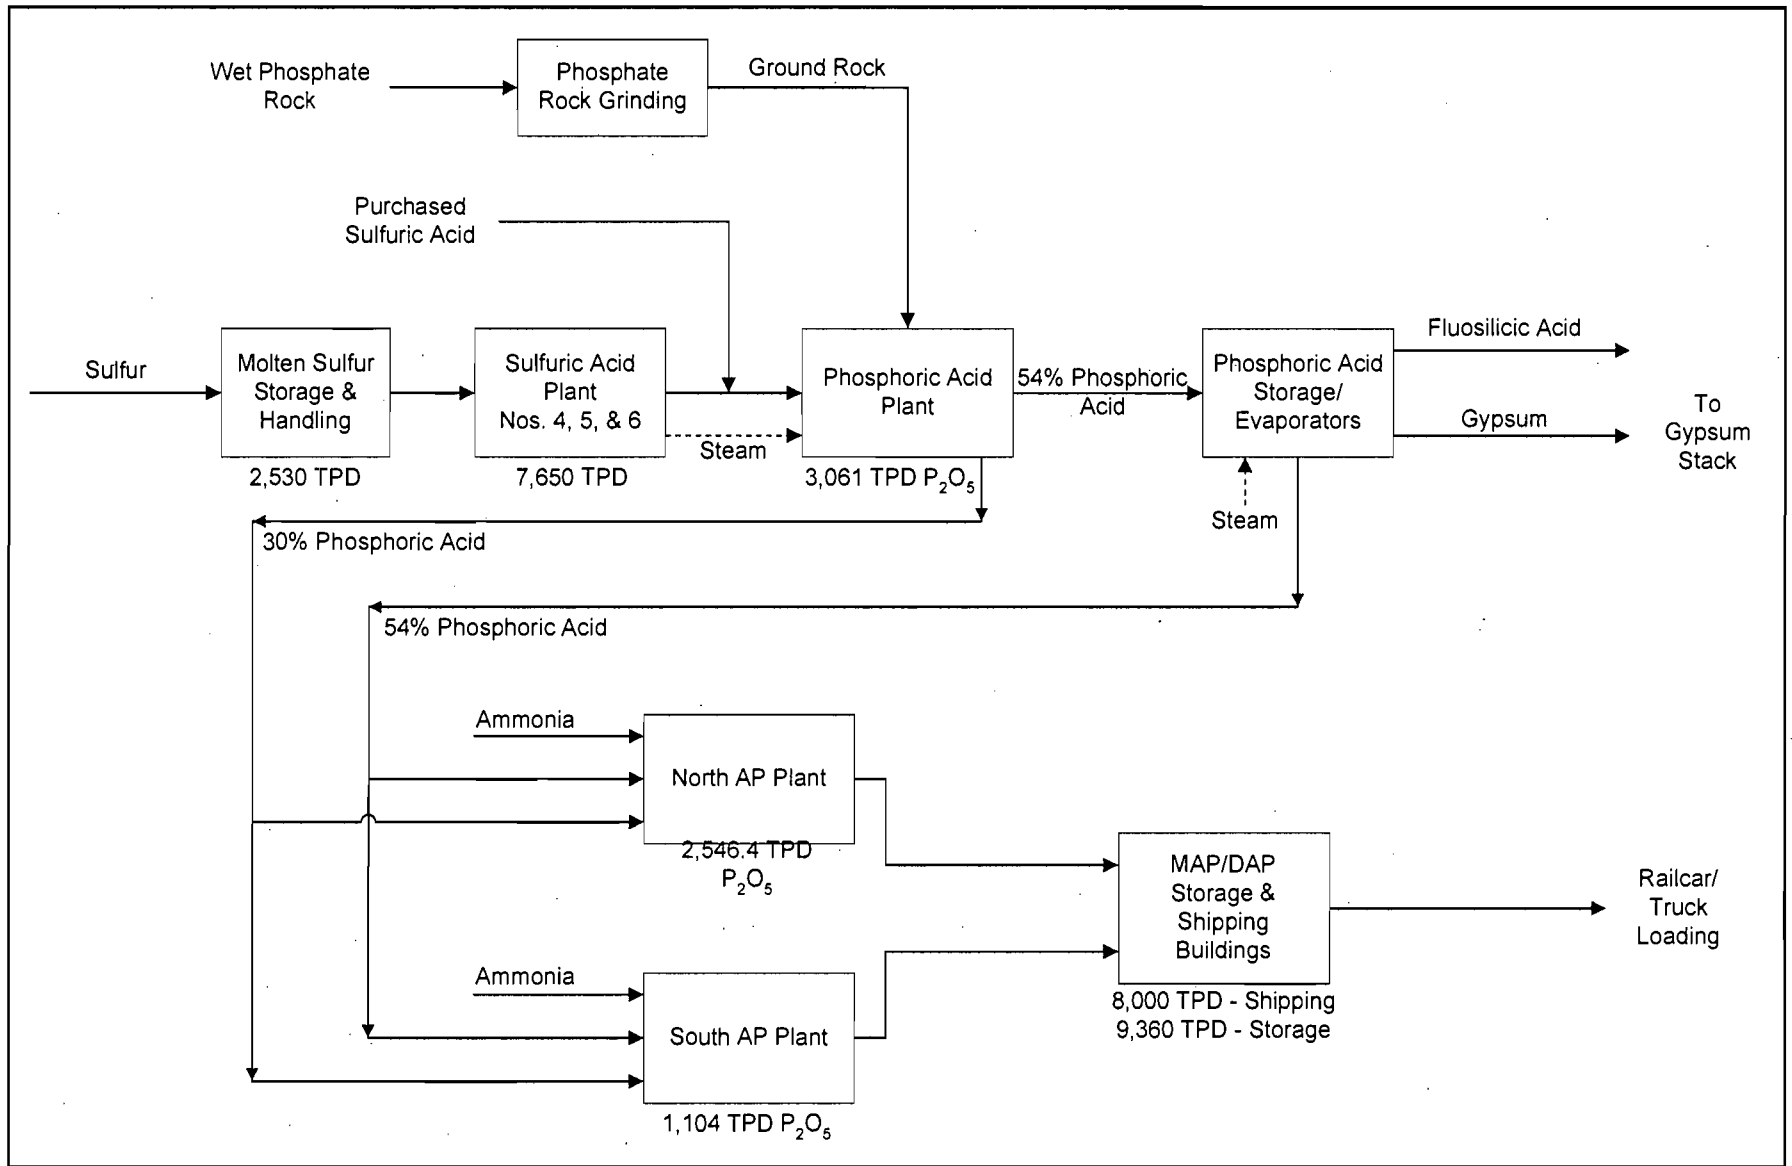 Wet Phosphate
Rock
Phosphate
Rock Grinding
Ground Rock
Purchased
Sulfuric Acid
Sulfur
Molten Sulfur
Storage &
Handling
2,530 TPD
Sulfuric Acid
Plant
Nos. 4, 5, & 6
7,650 TPD
Steam
Phosphoric Acid
Plant
3,061 TPD P₂O₅
54% Phosphoric
Acid
Phosphoric Acid
Storage/
Evaporators
Steam
Fluosilicic Acid
Gypsum
To
Gypsum
Stack
30% Phosphoric Acid
54% Phosphoric Acid
Ammonia
North AP Plant
2,546.4 TPD
P₂O₅
Ammonia
South AP Plant
1,104 TPD P₂O₅
MAP/DAP
Storage &
Shipping
Buildings
8,000 TPD - Shipping
9,360 TPD - Storage
Railcar/
Truck
Loading